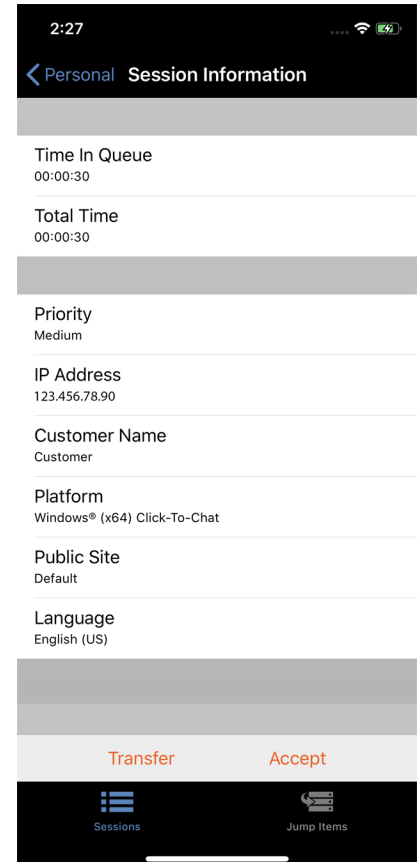 2:27
Personal Session Information
Time In Queue
00:00:30
Total Time
00:00:30
Priority
Medium
IP Address
123.456.78.90
Customer Name
Customer
Platform
Windows® (x64) Click-To-Chat
Public Site
Default
Language
English (US)
Transfer Accept
Sessions Jump Items